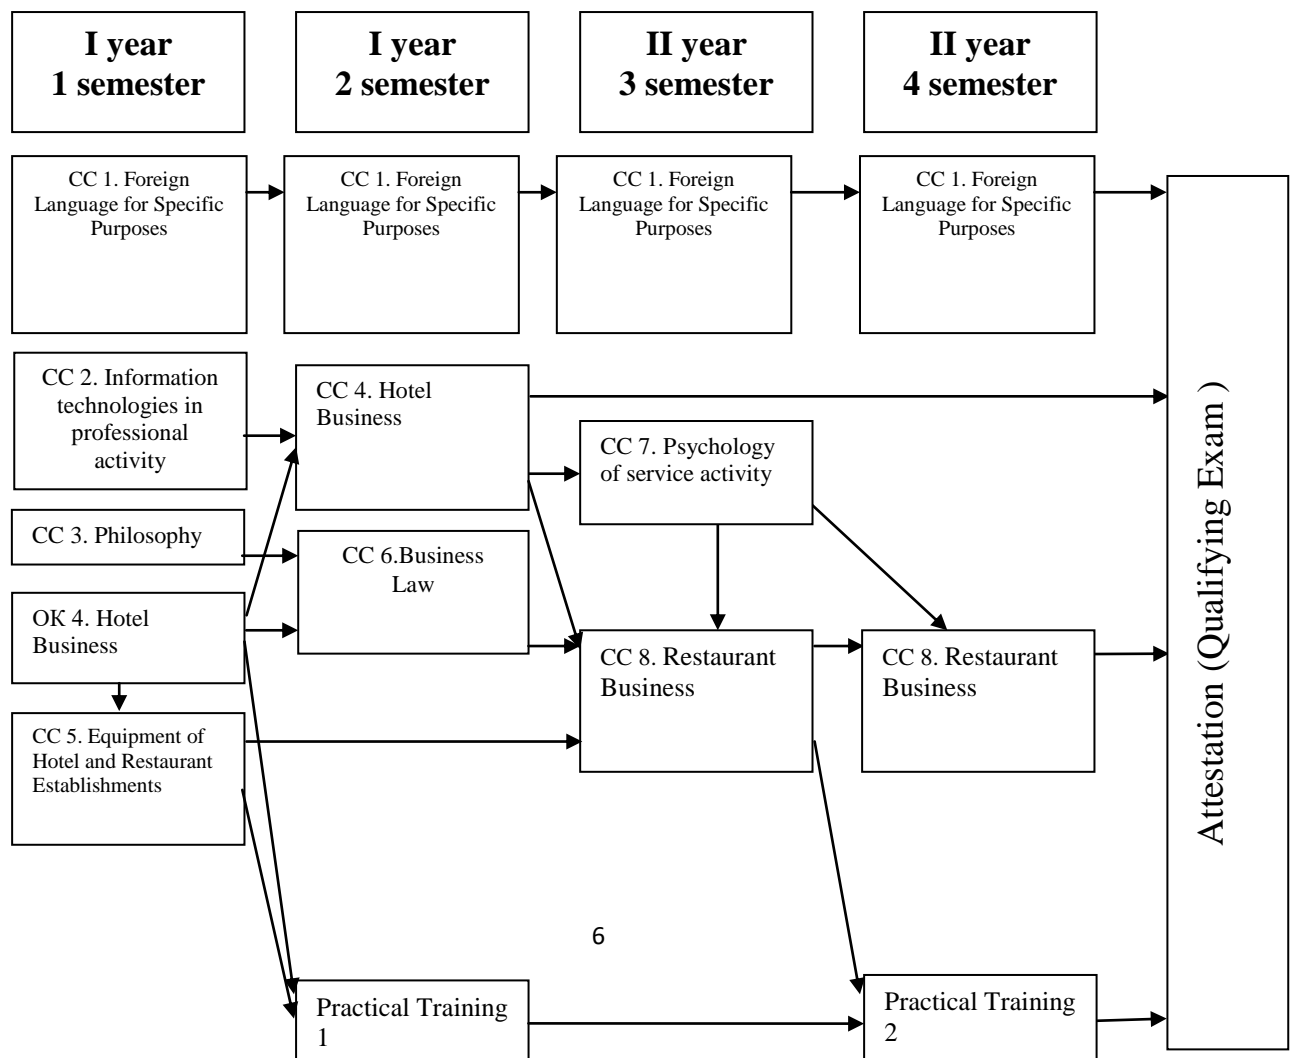 I year
1 semester
I year
2 semester
II year
3 semester
II year
4 semester
CC 1. Foreign
Language for Specific
Purposes
CC 1. Foreign
Language for Specific
Purposes
CC 1. Foreign
Language for Specific
Purposes
CC 1. Foreign
Language for Specific
Purposes
CC 2. Information
technologies in
professional
activity
CC 4. Hotel
Business
CC 7. Psychology
of service activity
CC 3. Philosophy
CC 6.Business
Law
ОК 4. Hotel
Business
CC 8. Restaurant
Business
CC 8. Restaurant
Business
CC 5. Equipment of
Hotel and Restaurant
Establishments
Attestation (Qualifying Exam )
6
Practical Training
1
Practical Training
2